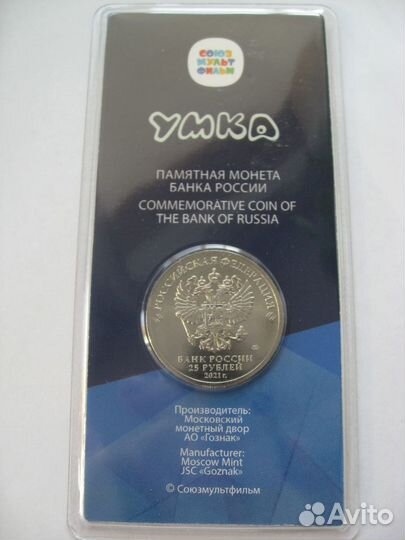 СОЮЗ
МУЛЬТ
ФИЛЬМ
УМКА
ПАМЯТНАЯ МОНЕТА
БАНКА РОССИИ
COMMEMORATIVE COIN OF
THE BANK OF RUSSIA
РОССИЙСКАЯ ФЕДЕРАЦИЯ
БАНК РОССИИ
25 РУБЛЕЙ
2021 г.
Производитель:
Московский
монетный двор
АО «Гознак»
Manufacturer:
Moscow Mint
JSC «Goznak»
© Союзмультфильм
Avito